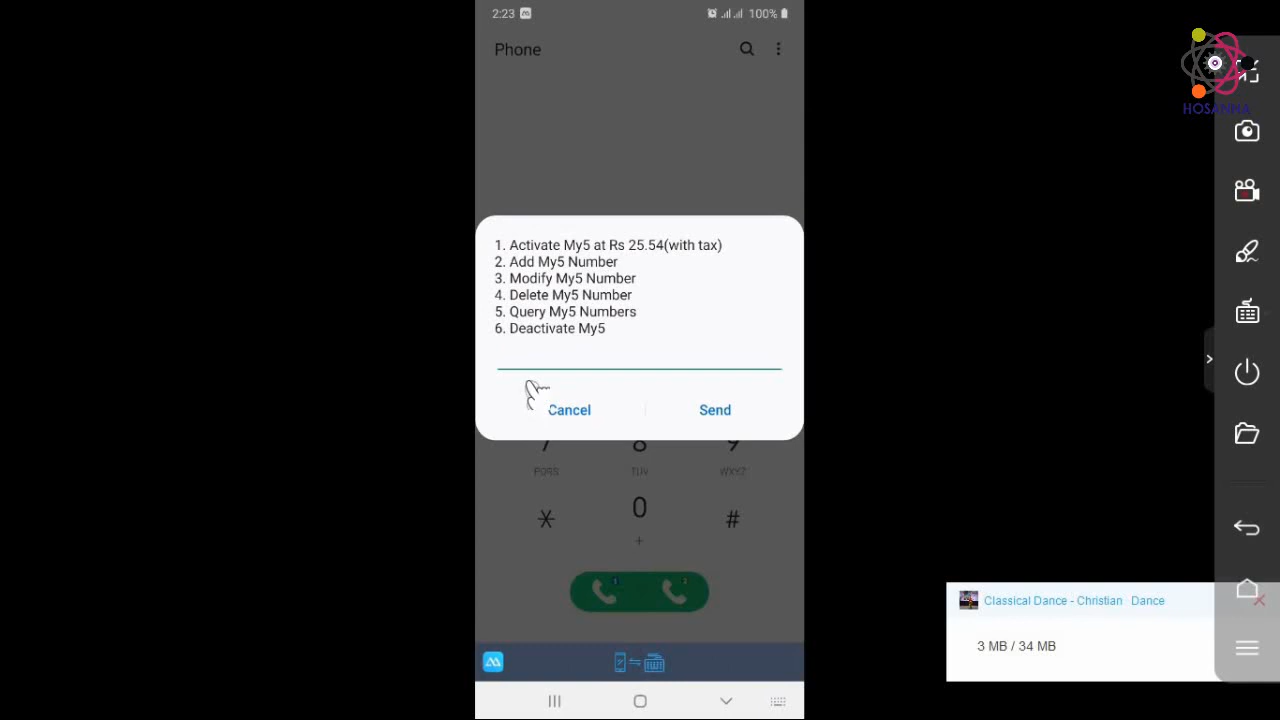 2:23
100%
Phone
HOSANNA
1. Activate My5 at Rs 25.54(with tax)
2. Add My5 Number
3. Modify My5 Number
4. Delete My5 Number
5. Query My5 Numbers
6. Deactivate My5
Cancel
Send
7
8
9
PQRS
TUV
WXYZ
0
#
+
1
2
Classical Dance - Christian Dance
3 MB / 34 MB